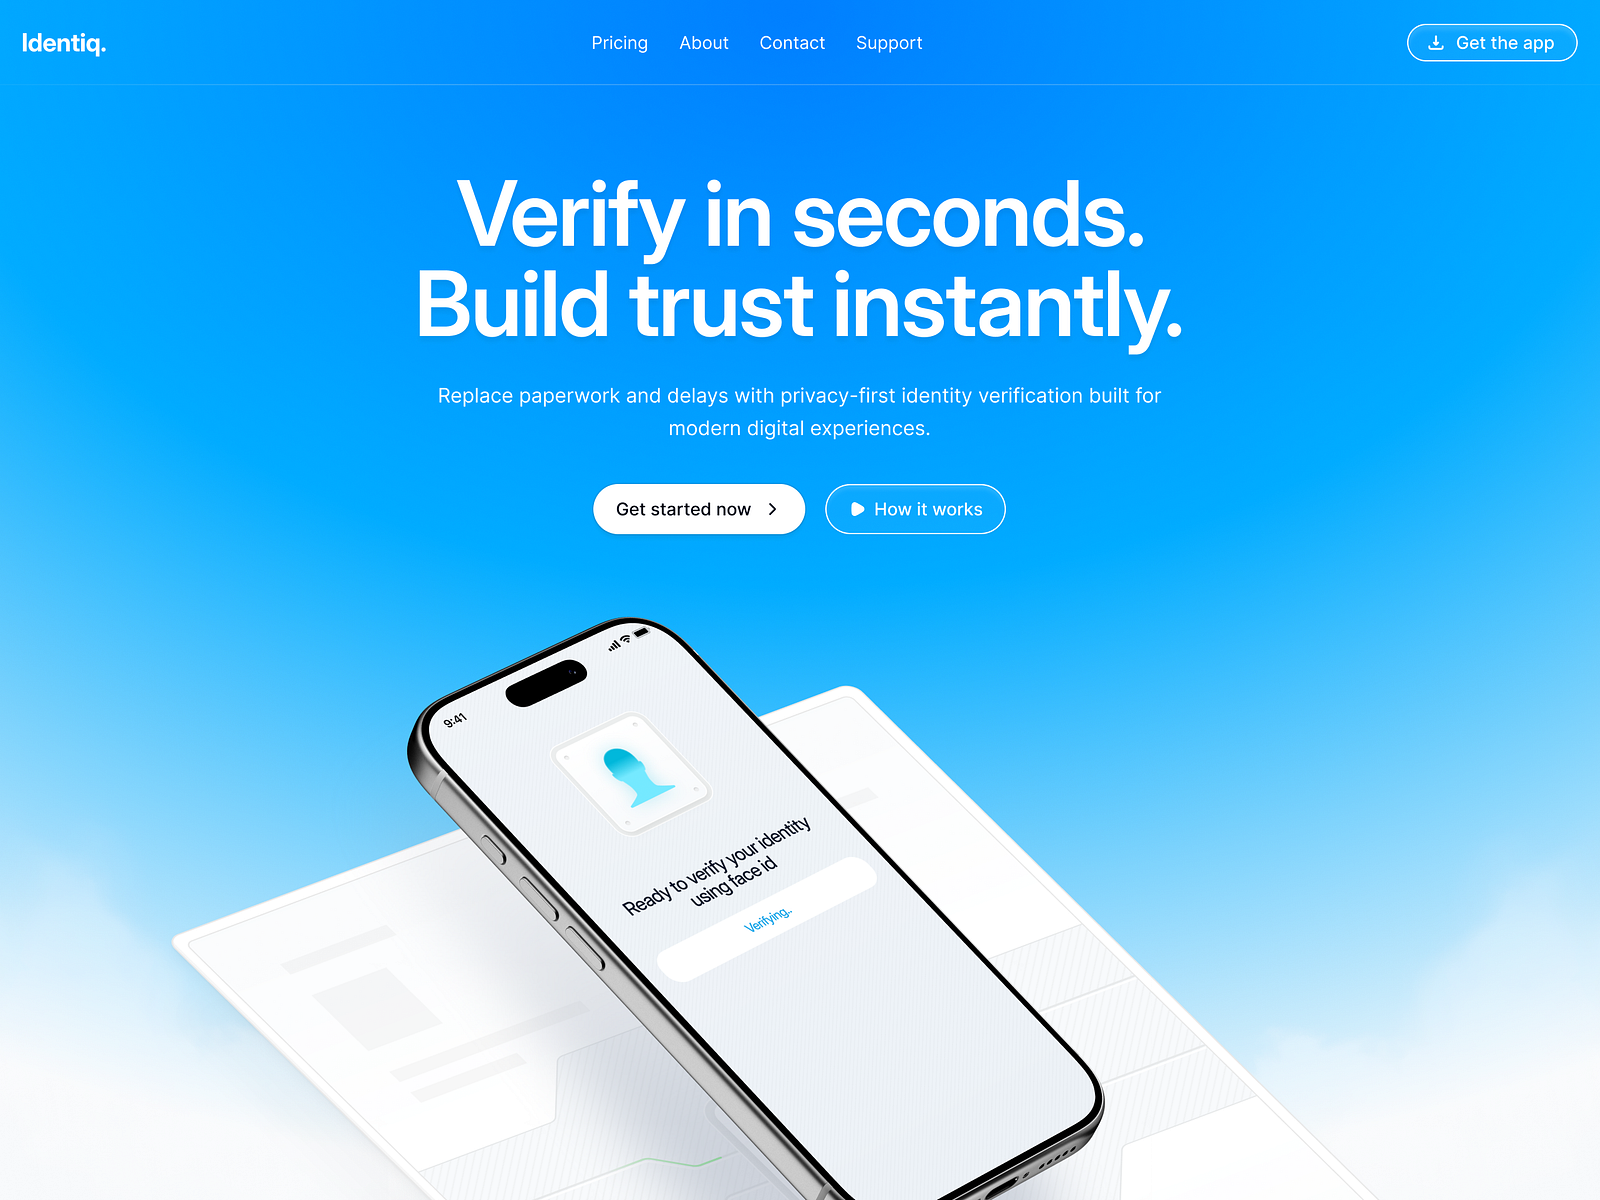 Identiq.
Pricing
About
Contact
Support
Get the app
Verify in seconds.
Build trust instantly.
Replace paperwork and delays with privacy-first identity verification built for
modern digital experiences.
Get started now
How it works
9:41
Ready to verify your identity
using face id
Verifying..